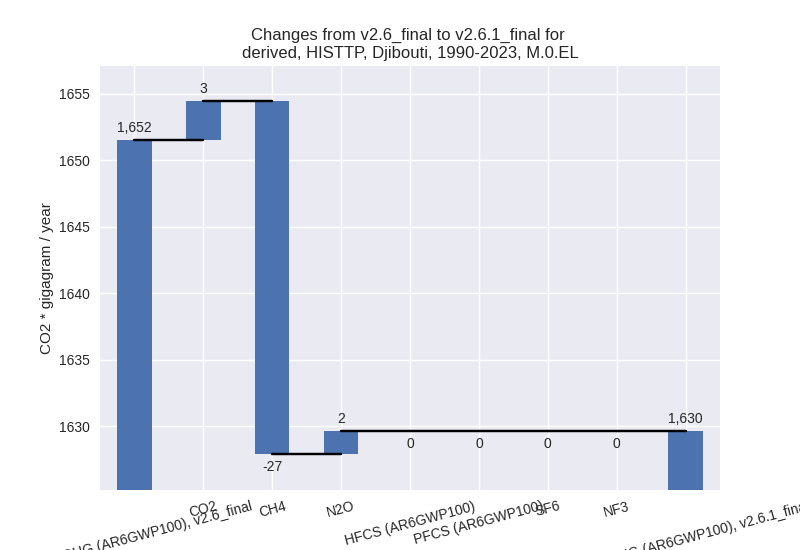 Changes from v2.6_final to v2.6.1_final for
derived, HISTTP, Djibouti, 1990-2023, M.0.EL
CO2 * gigagram / year
1655
1650
1645
1640
1635
1630
1,652
3
-27
2
0
0
0
0
1,630
(AR6GWP100), v2.6_final
CO2
CH4
N2O
HFCS (AR6GWP100)
PFCS (AR6GWP100)
SF6
NF3
(AR6GWP100), v2.6.1_final